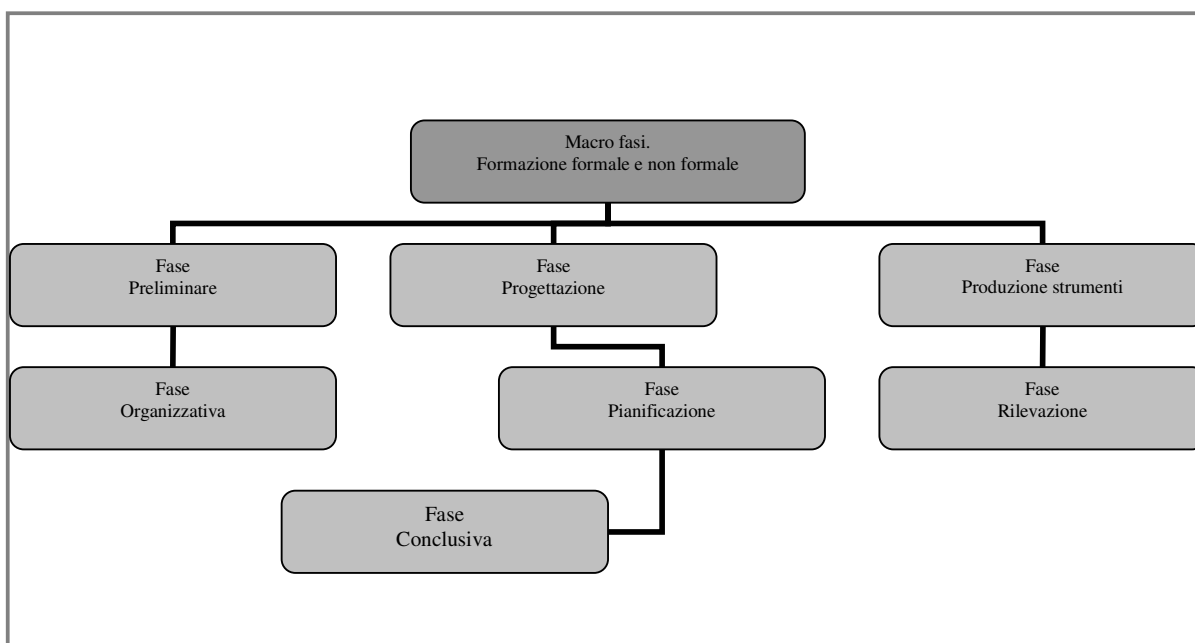 Macro fasi.
Formazione formale e non formale
Fase
Preliminare
Fase
Progettazione
Fase
Produzione strumenti
Fase
Organizzativa
Fase
Pianificazione
Fase
Rilevazione
Fase
Conclusiva